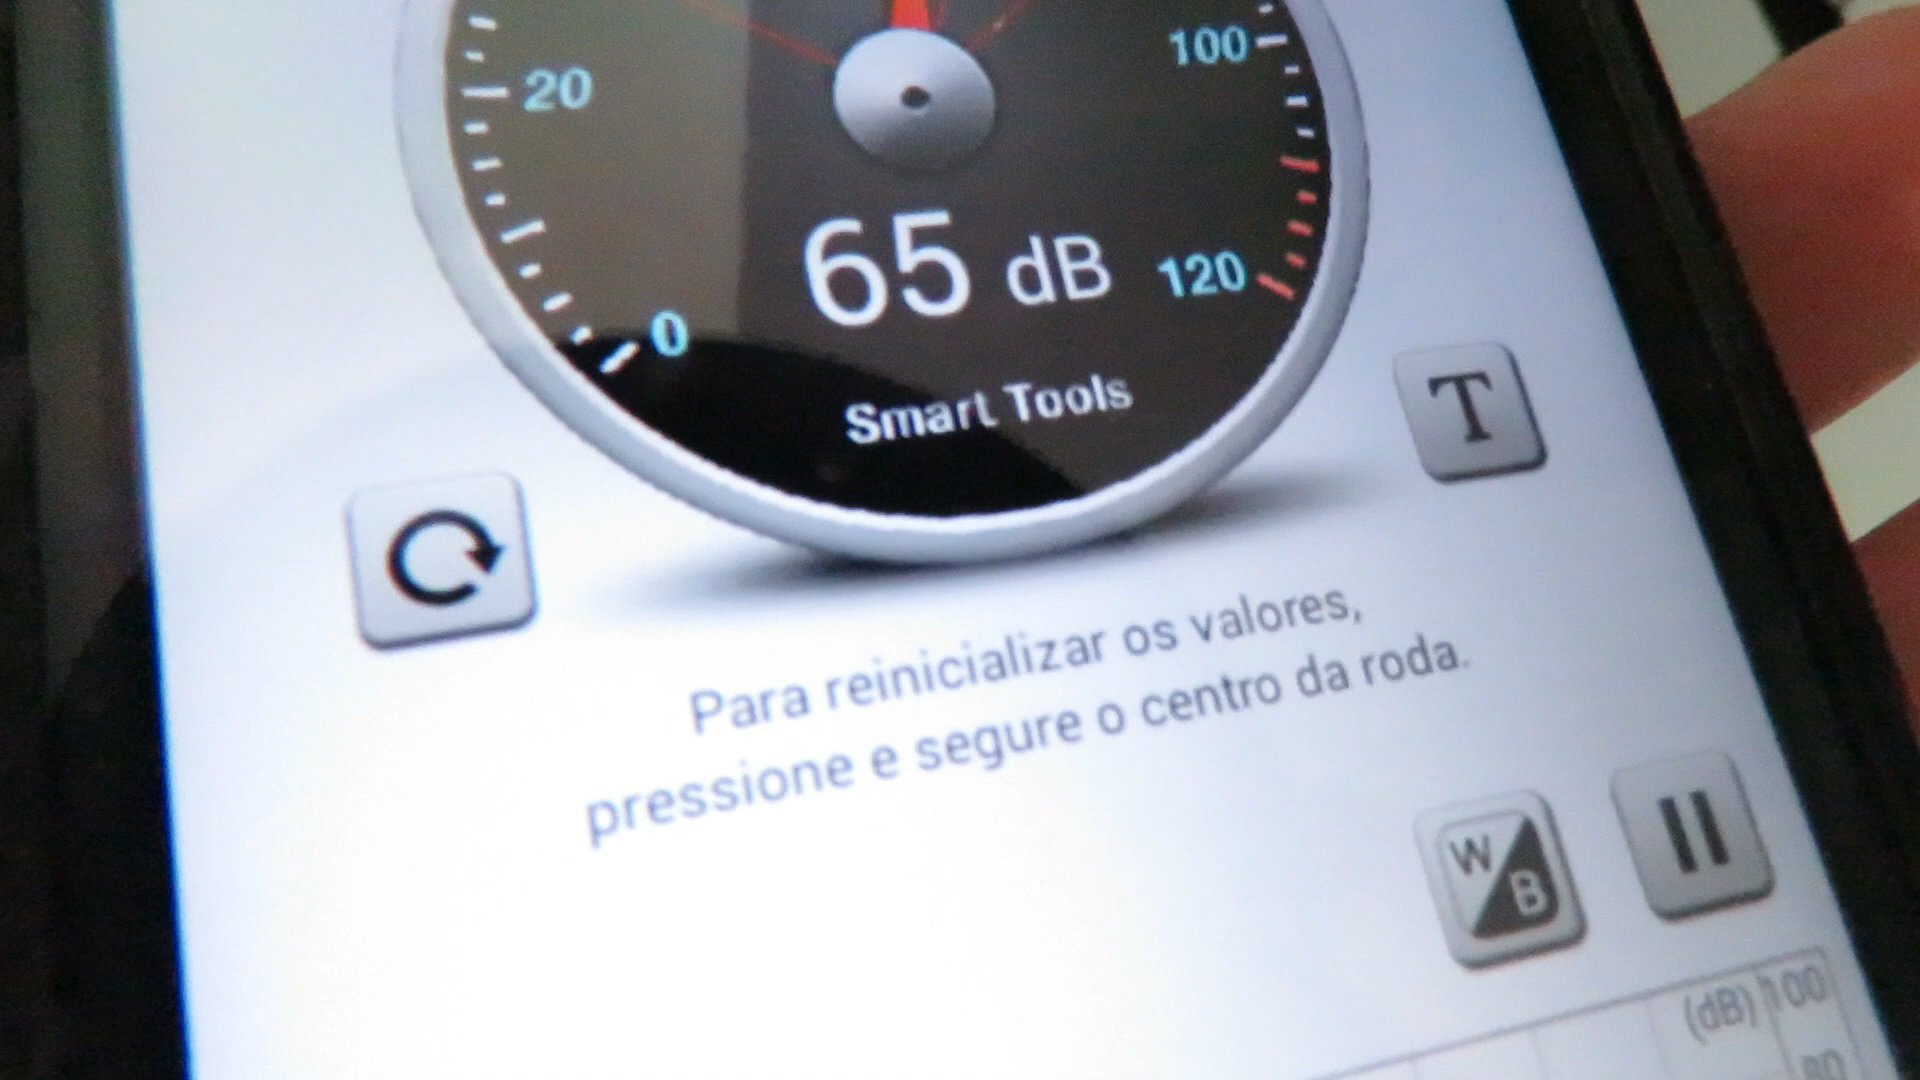 100
20
65 dB
120
0
Smart Tools
T
Para reinicializar os valores,
pressione e segure o centro da roda.
W
B
(dB) 100
80